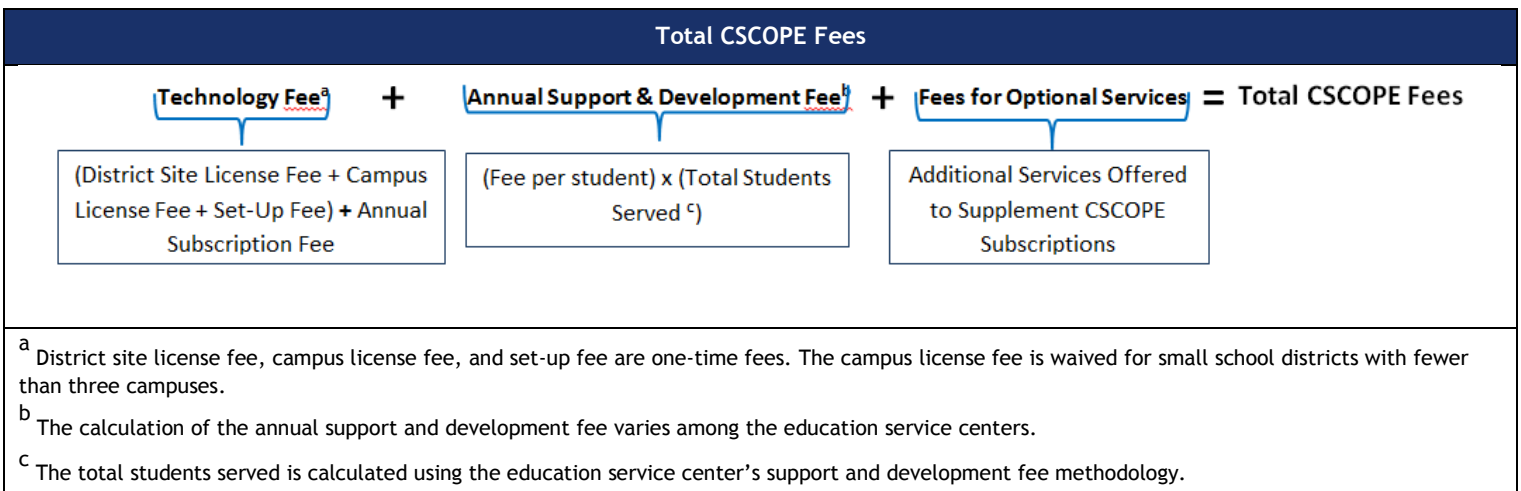 Total CSCOPE Fees
Technology Feeᵃ + Annual Support & Development Feeᵇ + Fees for Optional Services = Total CSCOPE Fees
(District Site License Fee + Campus
License Fee + Set-Up Fee) + Annual
Subscription Fee
(Fee per student) x (Total Students
Served ᶜ)
Additional Services Offered
to Supplement CSCOPE
Subscriptions
ᵃ District site license fee, campus license fee, and set-up fee are one-time fees. The campus license fee is waived for small school districts with fewer
than three campuses.
ᵇ The calculation of the annual support and development fee varies among the education service centers.
ᶜ The total students served is calculated using the education service center's support and development fee methodology.